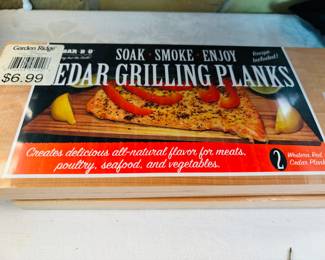 Garden Ridge
$6.99
SOAK · SMOKE · ENJOY
Recipe
Included!
EDAR GRILLING PLANKS
Creates delicious all-natural flavor for meats,
poultry, seafood, and vegetables.
2
Western Red
Cedar Planks